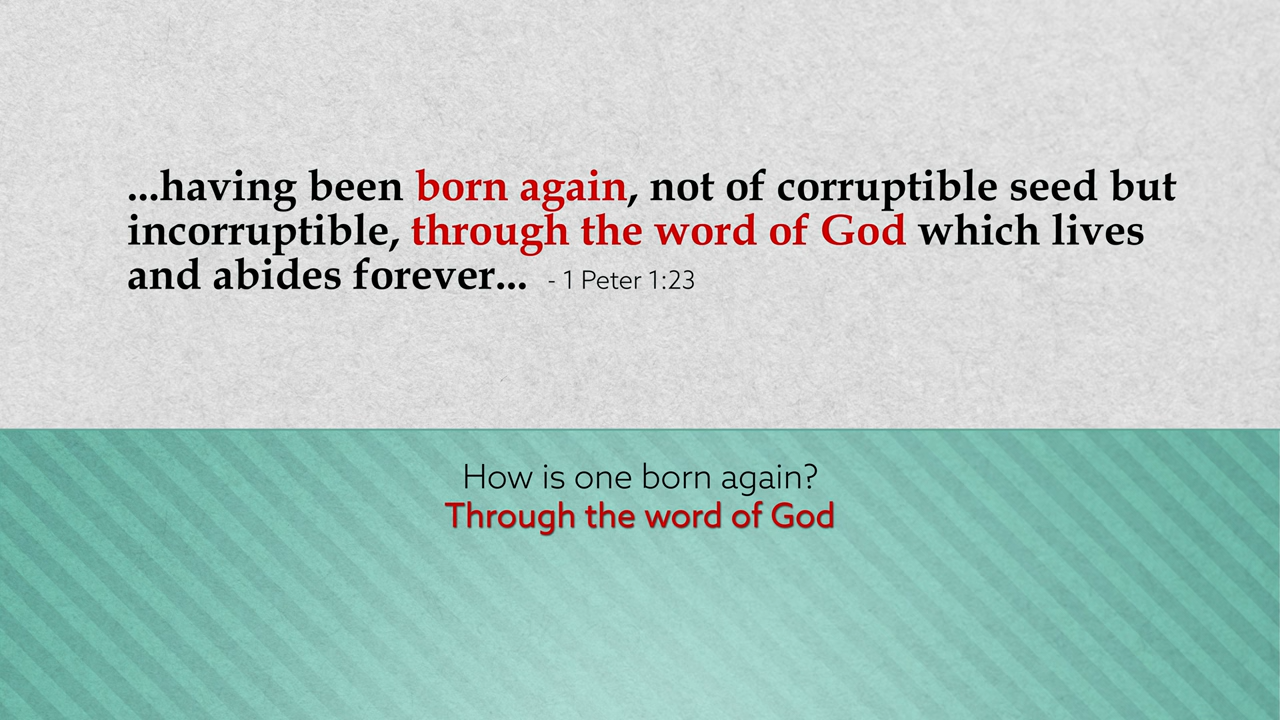 ...having been born again, not of corruptible seed but
incorruptible, through the word of God which lives
and abides forever... - 1 Peter 1:23
How is one born again?
Through the word of God